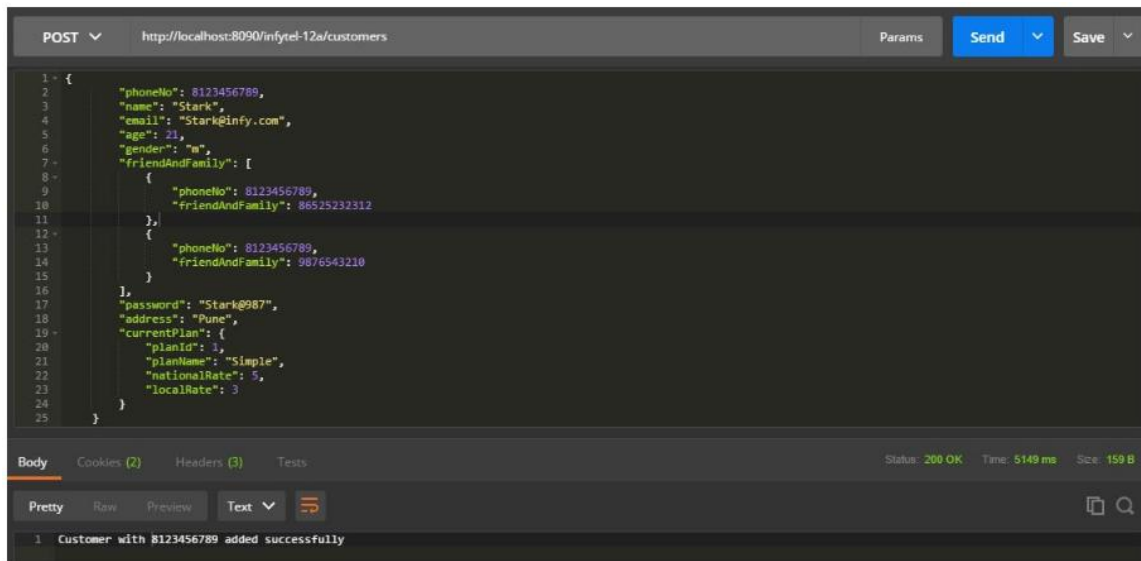 POST http://localhost:8090/infytel-12a/customers Params Send Save
1 {
2 "phoneNo": 8123456789,
3 "name": "Stark",
4 "email": "Stark@infy.com",
5 "age": 21,
6 "gender": "m",
7 "friendAndFamily": [
8 {
9 "phoneNo": 8123456789,
10 "friendAndFamily": 86525232312
11 },
12 {
13 "phoneNo": 8123456789,
14 "friendAndFamily": 9876543210
15 }
16 ],
17 "password": "Stark@987",
18 "address": "Pune",
19 "currentPlan": {
20 "planId": 1,
21 "planName": "Simple",
22 "nationalRate": 5,
23 "localRate": 3
24 }
25 }
Body Cookies (2) Headers (3) Tests Status: 200 OK Time: 5149 ms Size: 159 B
Pretty Raw Preview Text
1 Customer with 8123456789 added successfully